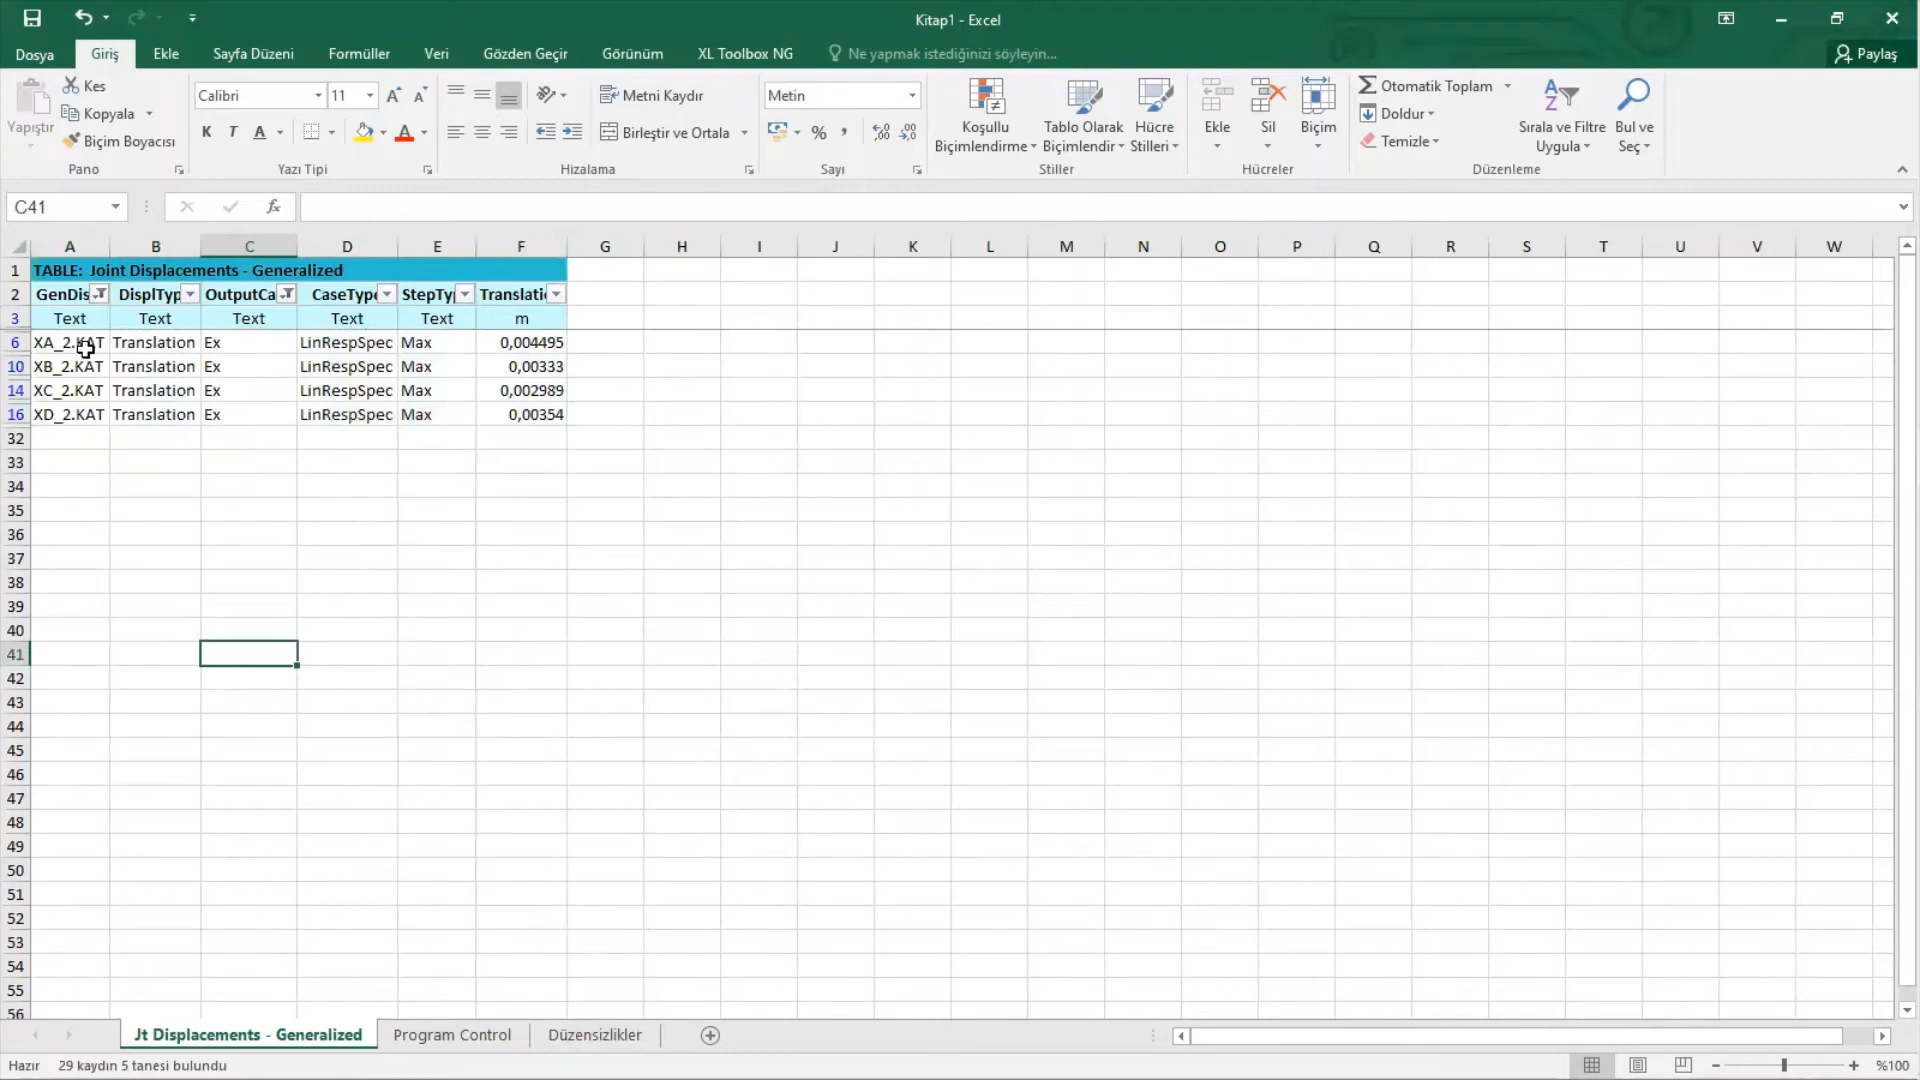 Kitap1 - Excel
Dosya Giriş Ekle Sayfa Düzeni Formüller Veri Gözden Geçir Görünüm XL Toolbox NG Ne yapmak istediğinizi söyleyin... Paylaş
Yapıştır
Kes
Kopyala
Biçim Boyacısı
Pano
Calibri 11
K T A
Yazı Tipi
Metni Kaydır
Birleştir ve Ortala
Hizalama
Metin
Sayı
Koşullu Biçimlendirme
Tablo Olarak Biçimlendir
Hücre Stilleri
Stiller
Ekle
Sil
Biçim
Hücreler
Otomatik Toplam
Doldur
Temizle
Sırala ve Filtre Uygula
Bul ve Seç
Düzenleme
C41 fx
A B C D E F G H I J K L M N O P Q R S T U V W
1 TABLE: Joint Displacements - Generalized
2 GenDis DisplTyp OutputCa CaseType StepTy Translati
3 Text Text Text Text Text m
6 XA_2.KAT Translation Ex LinRespSpec Max 0,004495
10 XB_2.KAT Translation Ex LinRespSpec Max 0,00333
14 XC_2.KAT Translation Ex LinRespSpec Max 0,002989
16 XD_2.KAT Translation Ex LinRespSpec Max 0,00354
32
33
34
35
36
37
38
39
40
41
42
43
44
45
46
47
48
49
50
51
52
53
54
55
56
Jt Displacements - Generalized Program Control Düzensizlikler
Hazır 29 kaydın 5 tanesi bulundu %100